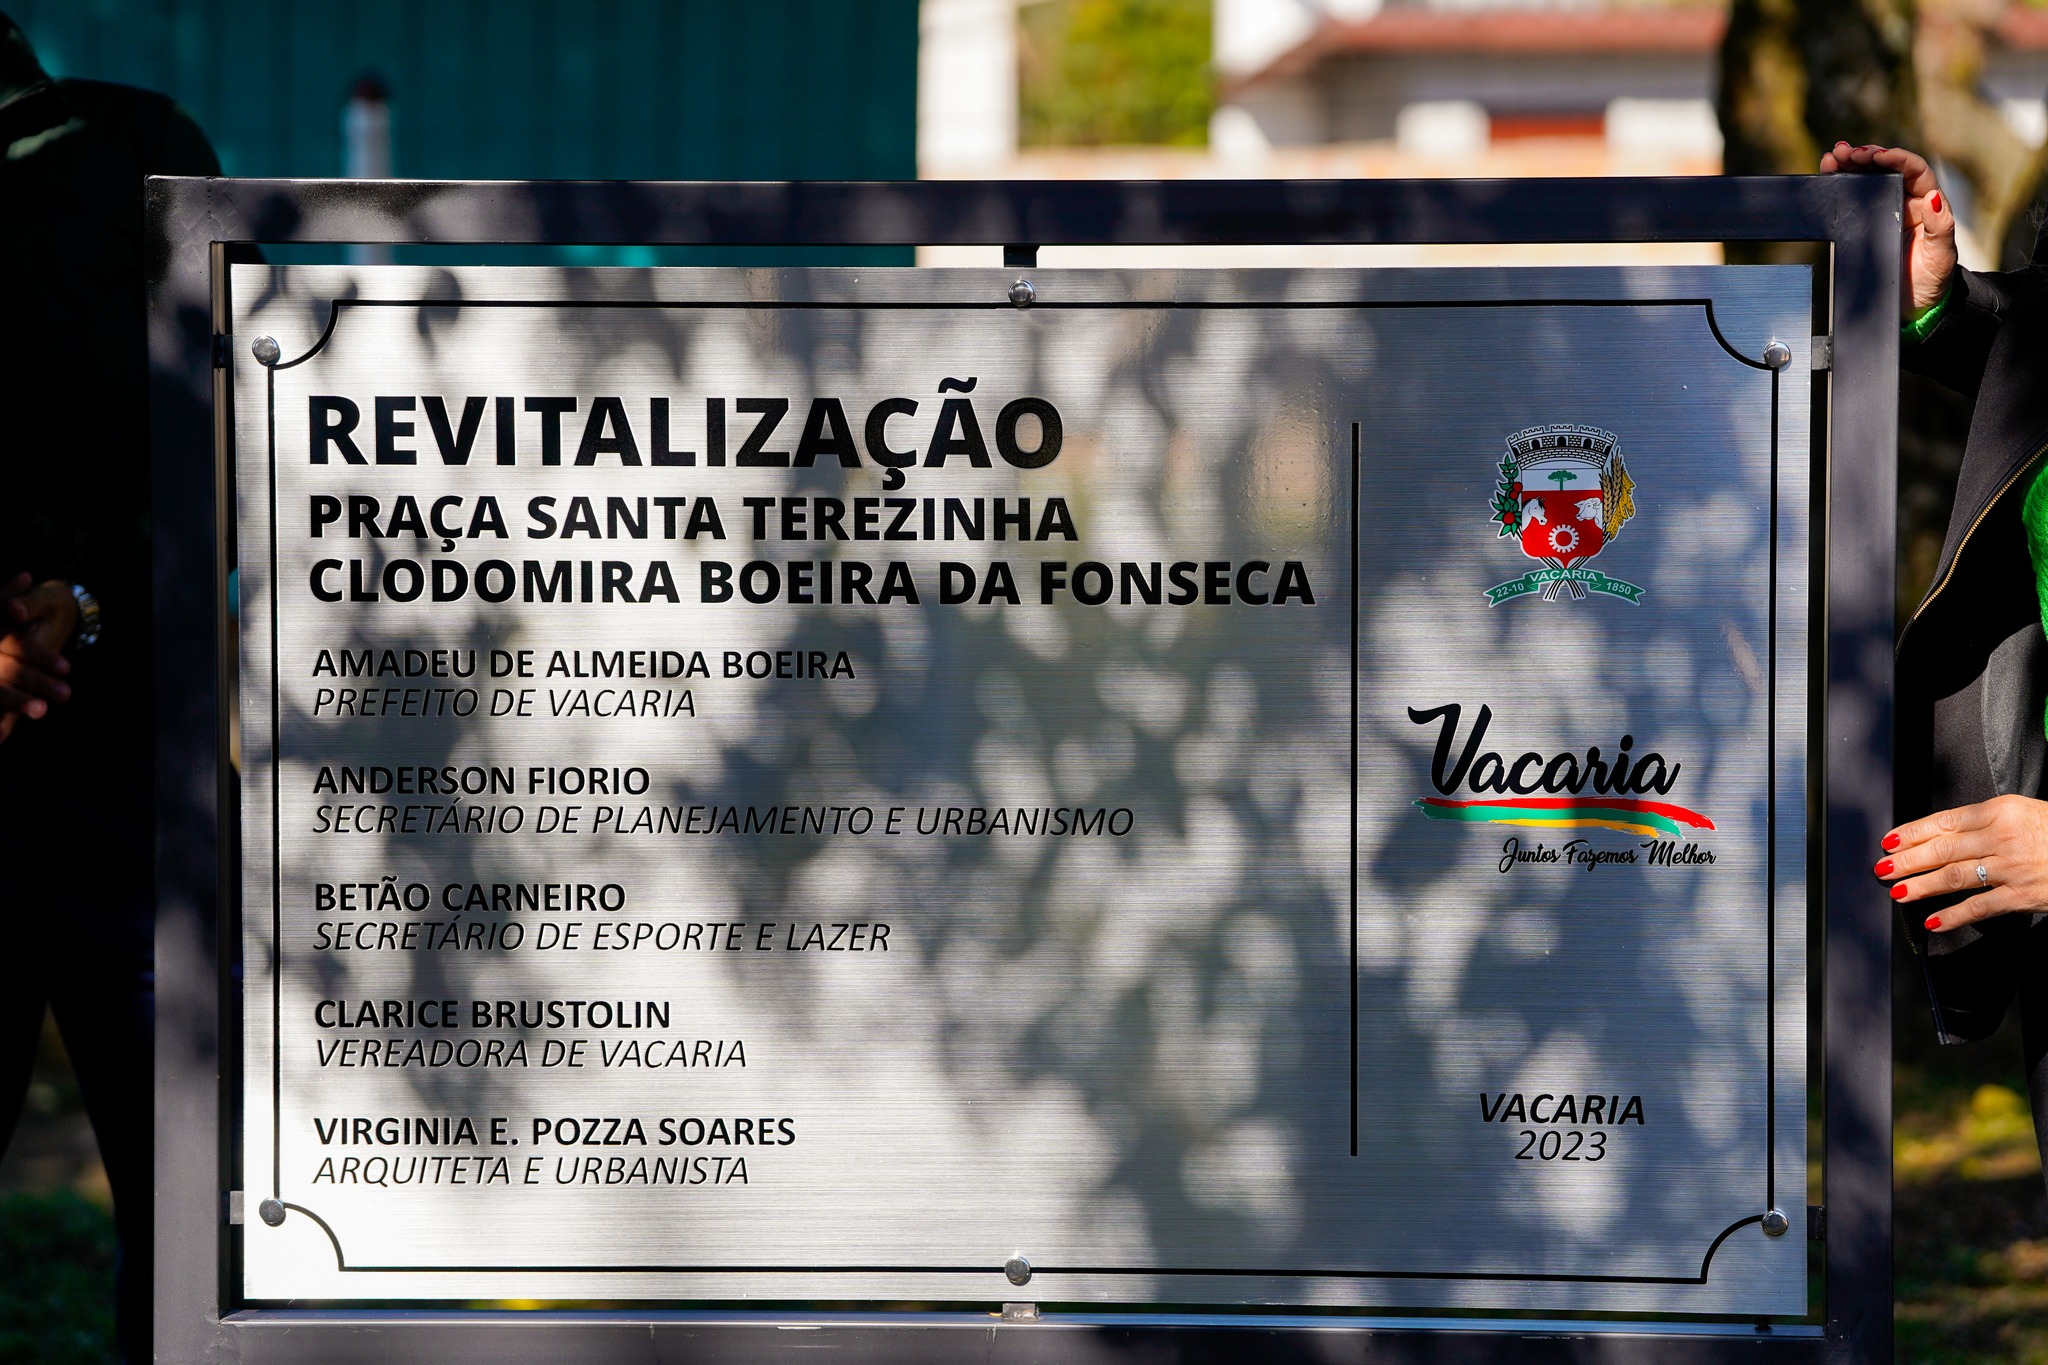 REVITALIZAÇÃO
PRAÇA SANTA TEREZINHA
CLODOMIRA BOEIRA DA FONSECA
AMADEU DE ALMEIDA BOEIRA
PREFEITO DE VACARIA
ANDERSON FIORIO
SECRETÁRIO DE PLANEJAMENTO E URBANISMO
BETÃO CARNEIRO
SECRETÁRIO DE ESPORTE E LAZER
CLARICE BRUSTOLIN
VEREADORA DE VACARIA
VIRGINIA E. POZZA SOARES
ARQUITETA E URBANISTA
VACARIA
22-10 1850
Vacaria
Juntos Fazemos Melhor
VACARIA
2023